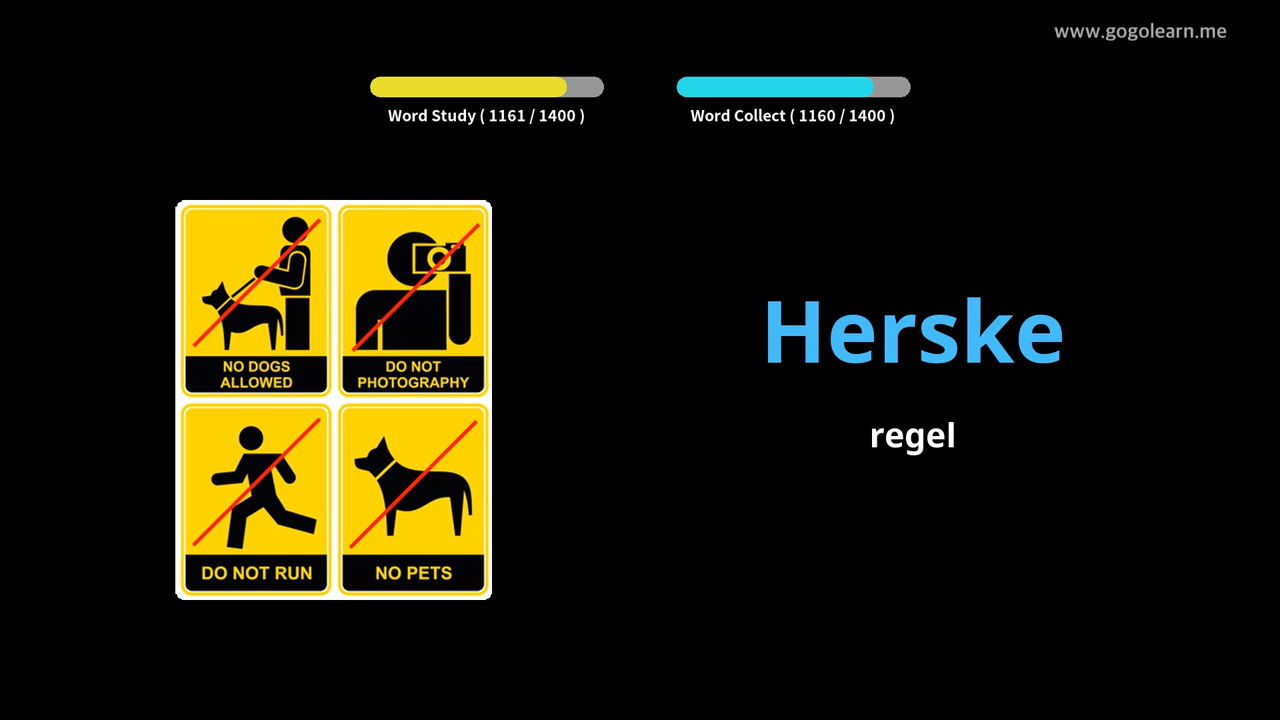 www.gogolearn.me
Word Study ( 1161 / 1400 )
Word Collect ( 1160 / 1400 )
NO DOGS
ALLOWED
DO NOT
PHOTOGRAPHY
DO NOT RUN
NO PETS
Herske
regel